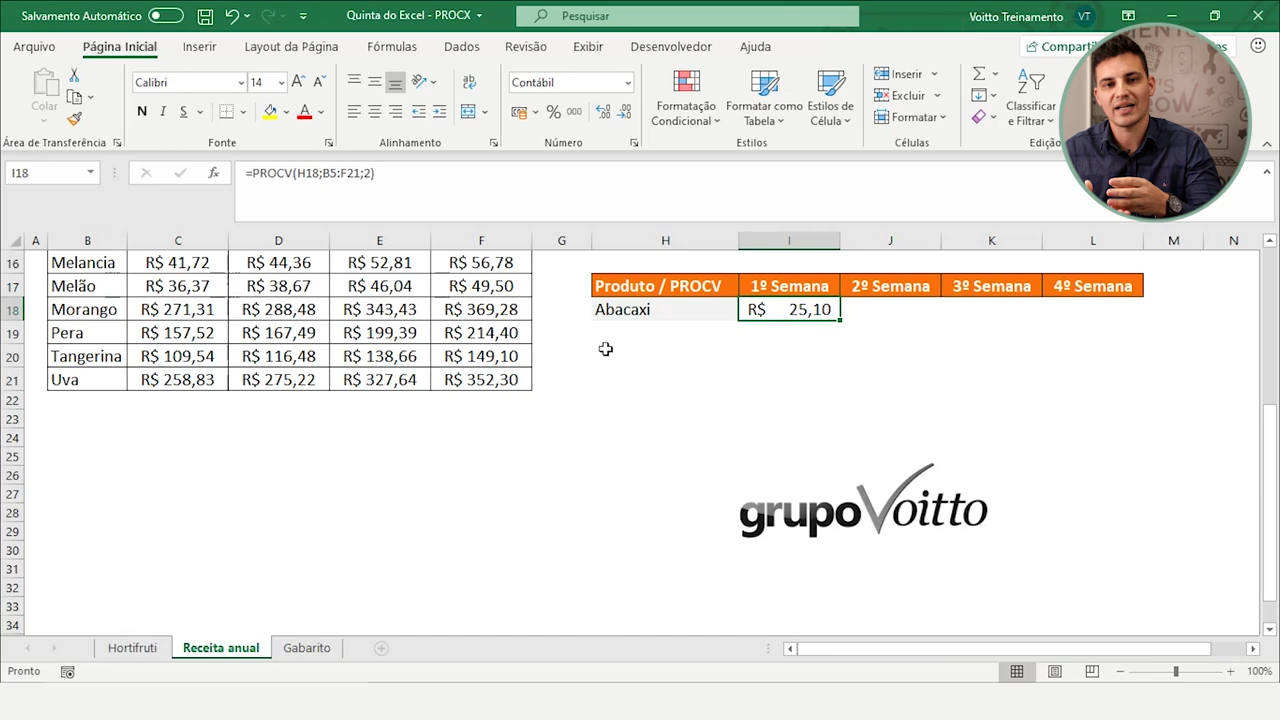 Salvamento Automático
Quinta do Excel - PROCX
Pesquisar
Voitto Treinamento VT
Arquivo Página Inicial Inserir Layout da Página Fórmulas Dados Revisão Exibir Desenvolvedor Ajuda
Colar
Área de Transferência
Calibri 14
N I S
Fonte
ab
Alinhamento
Contábil
% 000
Número
Formatação
Condicional
Formatar como
Tabela
Estilos de
Célula
Estilos
Inserir
Excluir
Formatar
Células
Classificar
e Filtrar
I18 fx =PROCV(H18;B5:F21;2)
A B C D E F G H I J K L M N
16 Melancia R$ 41,72 R$ 44,36 R$ 52,81 R$ 56,78
17 Melão R$ 36,37 R$ 38,67 R$ 46,04 R$ 49,50 Produto / PROCV 1º Semana 2º Semana 3º Semana 4º Semana
18 Morango R$ 271,31 R$ 288,48 R$ 343,43 R$ 369,28 Abacaxi R$ 25,10
19 Pera R$ 157,52 R$ 167,49 R$ 199,39 R$ 214,40
20 Tangerina R$ 109,54 R$ 116,48 R$ 138,66 R$ 149,10
21 Uva R$ 258,83 R$ 275,22 R$ 327,64 R$ 352,30
22
23
24
25
26
27
28
29
30
31
32
33
34
grupoVoitto
Hortifruti Receita anual Gabarito
Pronto
100%